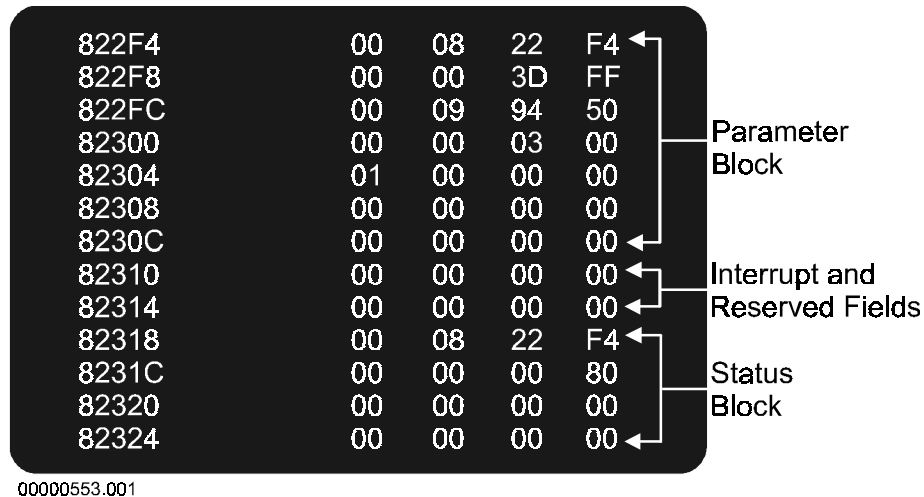 822F4 00 08 22 F4
822F8 00 00 3D FF
822FC 00 09 94 50
82300 00 00 03 00
82304 01 00 00 00
82308 00 00 00 00
8230C 00 00 00 00
82310 00 00 00 00
82314 00 00 00 00
82318 00 08 22 F4
8231C 00 00 00 80
82320 00 00 00 00
82324 00 00 00 00
Parameter
Block
Interrupt and
Reserved Fields
Status
Block
00000553.001